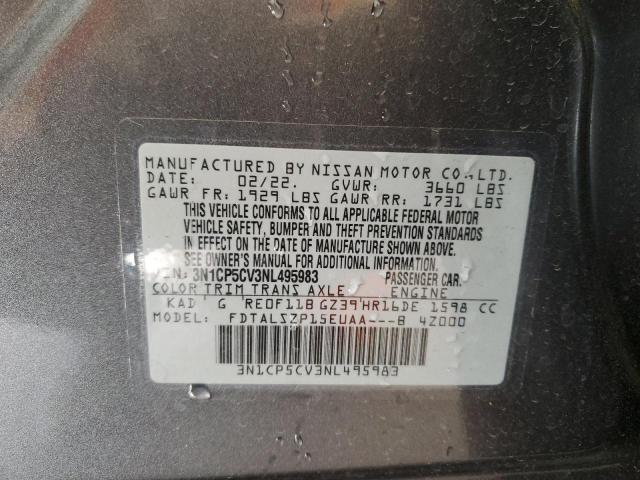 MANUFACTURED BY NISSAN MOTOR CO., LTD.
DATE: 02/22. GVWR: 3660 LBS
GAWR FR: 1929 LBS GAWR RR: 1731 LBS
THIS VEHICLE CONFORMS TO ALL APPLICABLE FEDERAL MOTOR
VEHICLE SAFETY, BUMPER AND THEFT PREVENTION STANDARDS
IN EFFECT ON THE DATE OF MANUFACTURE SHOWN ABOVE.
SEE OWNER'S MANUAL FOR ADDITIONAL INFORMATION.
VIN: 3N1CP5CV3NL495983 PASSENGER CAR.
COLOR TRIM TRANS AXLE ENGINE
KAD G RE0F11B GZ39 HR16DE 1598 CC
MODEL: FDTALSZP15EUAA---B 4Z000
3N1CP5CV3NL495983